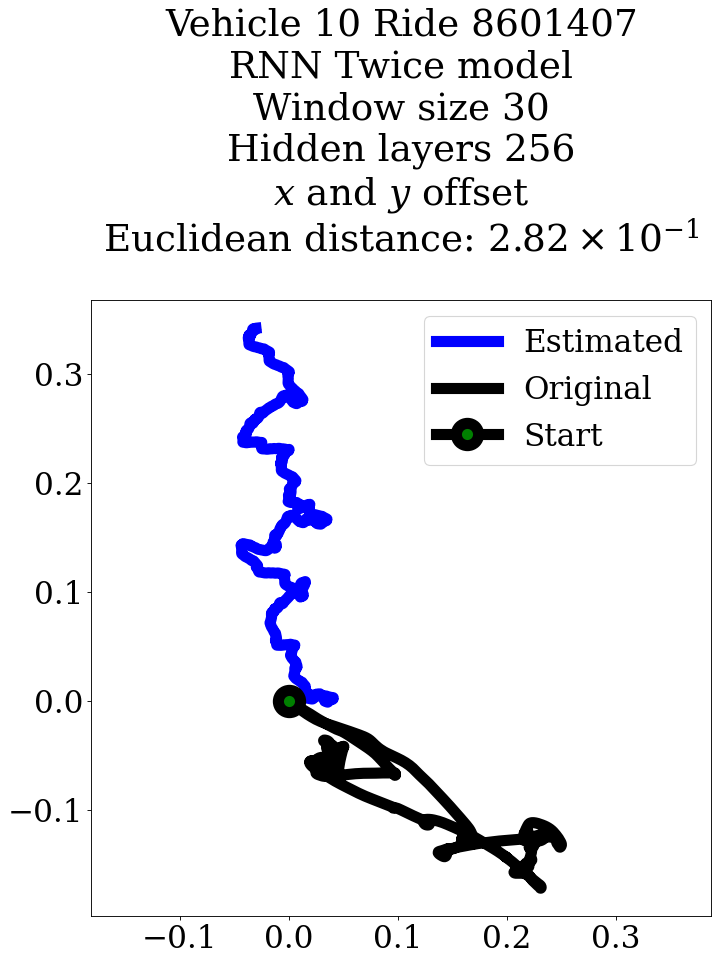 Vehicle 10 Ride 8601407
RNN Twice model
Window size 30
Hidden layers 256
x and y offset
Euclidean distance: 2.82 × 10⁻¹
Estimated
Original
Start
0.3
0.2
0.1
0.0
−0.1
−0.1 0.0 0.1 0.2 0.3